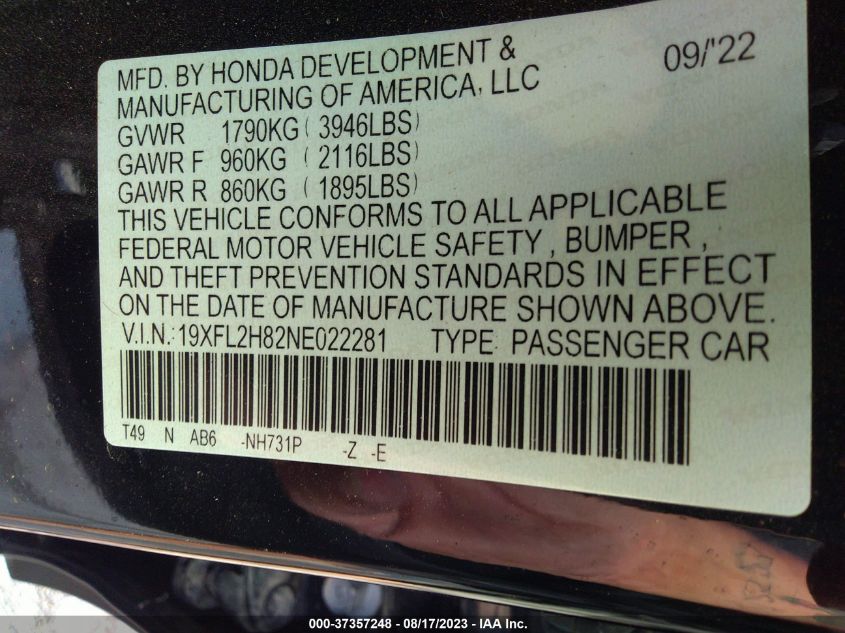 MFD. BY HONDA DEVELOPMENT & 09/'22
MANUFACTURING OF AMERICA, LLC
GVWR 1790KG ( 3946LBS)
GAWR F 960KG ( 2116LBS)
GAWR R 860KG ( 1895LBS)
THIS VEHICLE CONFORMS TO ALL APPLICABLE
FEDERAL MOTOR VEHICLE SAFETY , BUMPER ,
AND THEFT PREVENTION STANDARDS IN EFFECT
ON THE DATE OF MANUFACTURE SHOWN ABOVE.
V.I.N.:19XFL2H82NE022281 TYPE: PASSENGER CAR
T49 N AB6 -NH731P -Z -E
000-37357248 - 08/17/2023 - IAA Inc.